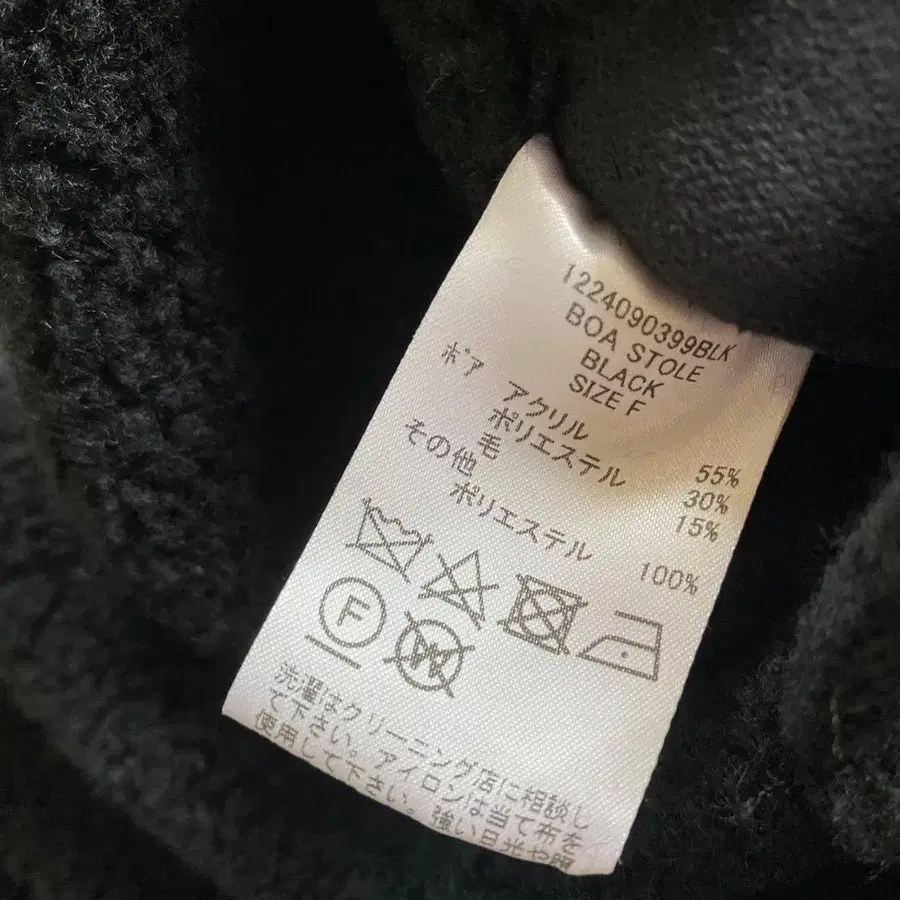 1224090399BLK
BOA STOLE
BLACK
SIZE F
ボア
アクリル 55%
ポリエステル 30%
毛 15%
その他
ポリエステル 100%
F W
洗濯はクリーニング店に相談し
て下さい。アイロンは当て布を
使用して下さい。強い日光や照